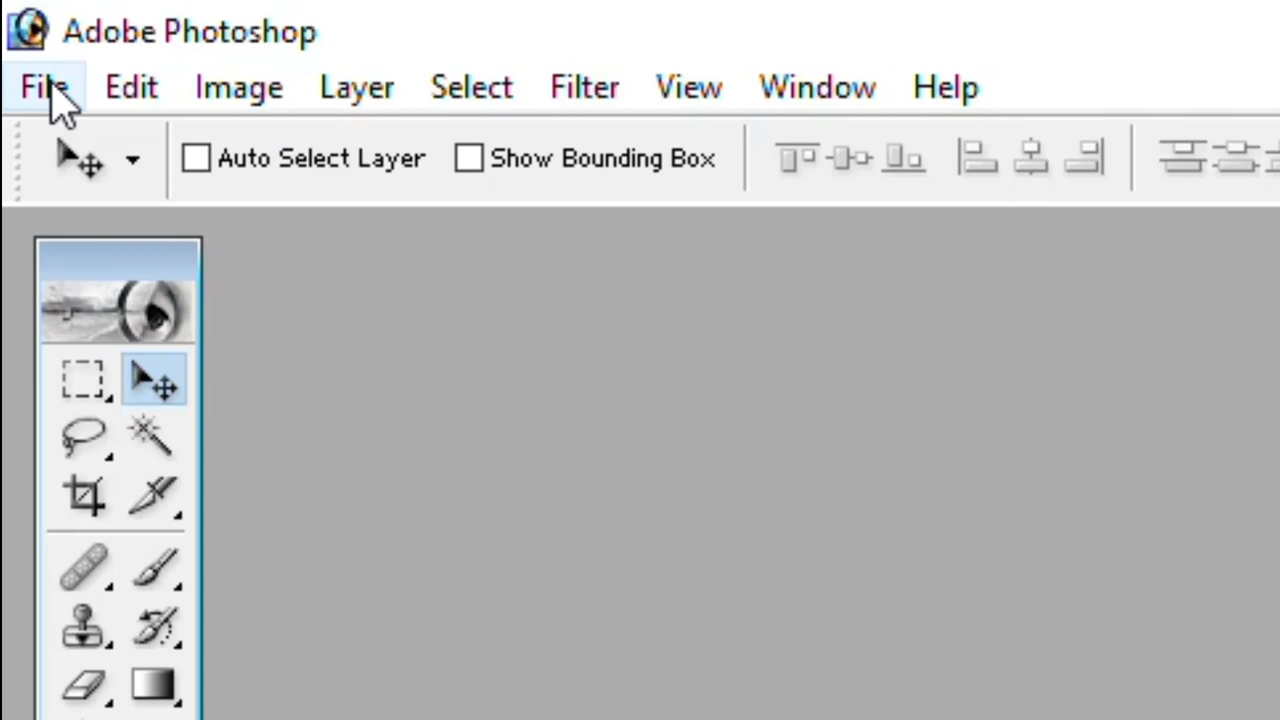 Adobe Photoshop
File Edit Image Layer Select Filter View Window Help
Auto Select Layer Show Bounding Box